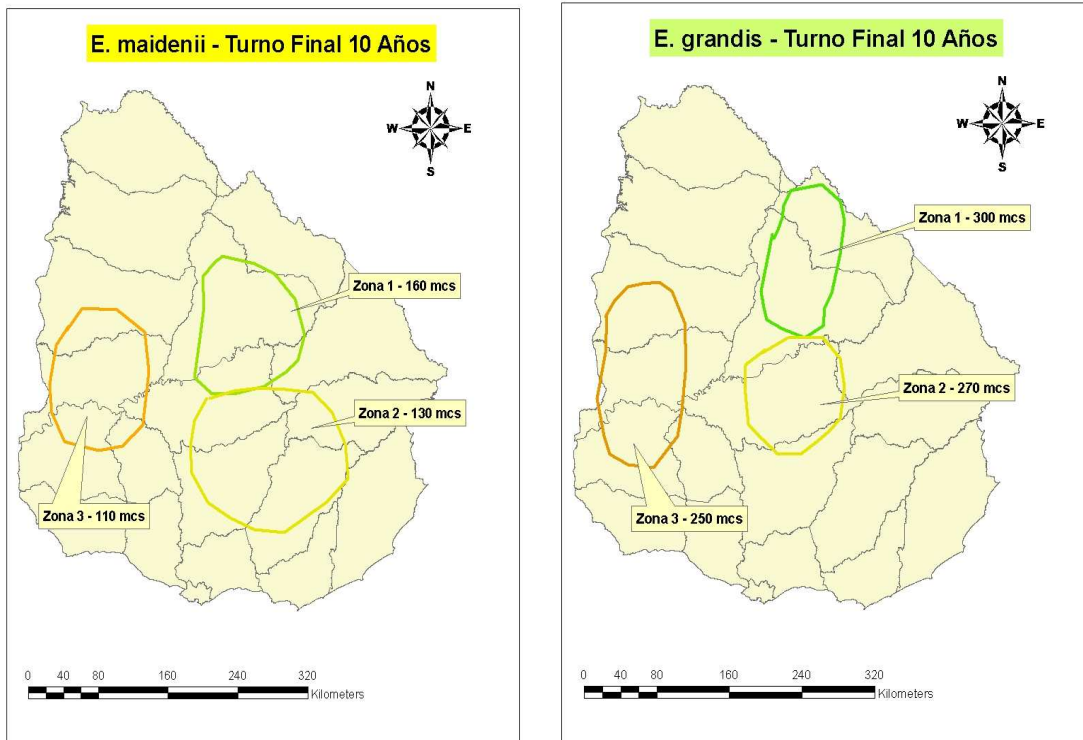 E. maidenii - Turno Final 10 Años
N
W E
S
Zona 1 - 160 mcs
Zona 2 - 130 mcs
Zona 3 - 110 mcs
0 40 80 160 240 320
Kilometers
E. grandis - Turno Final 10 Años
N
W E
S
Zona 1 - 300 mcs
Zona 2 - 270 mcs
Zona 3 - 250 mcs
0 40 80 160 240 320
Kilometers